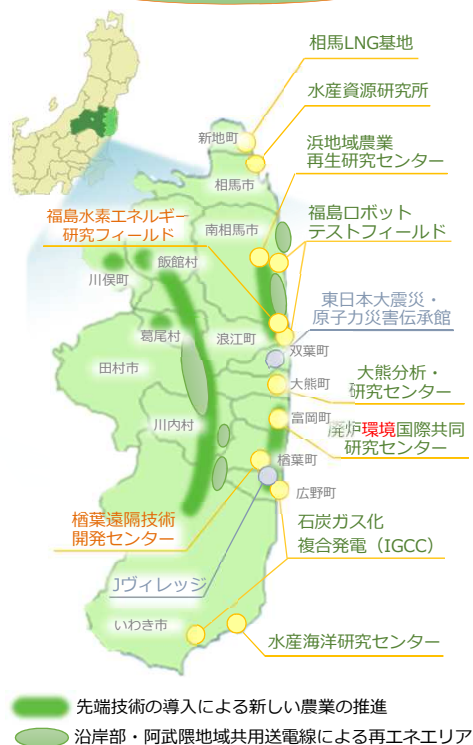 相馬LNG基地
水産資源研究所
新地町
浜地域農業
再生研究センター
相馬市
福島水素エネルギー
研究フィールド
南相馬市
福島ロボット
テストフィールド
飯館村
川俣町
東日本大震災・
原子力災害伝承館
葛尾村
浪江町
双葉町
田村市
大熊町
大熊分析・
研究センター
富岡町
川内村
廃炉環境国際共同
研究センター
楢葉町
広野町
楢葉遠隔技術
開発センター
石炭ガス化
複合発電（IGCC）
Jヴィレッジ
いわき市
水産海洋研究センター
先端技術の導入による新しい農業の推進
沿岸部・阿武隈地域共用送電線による再エネエリア